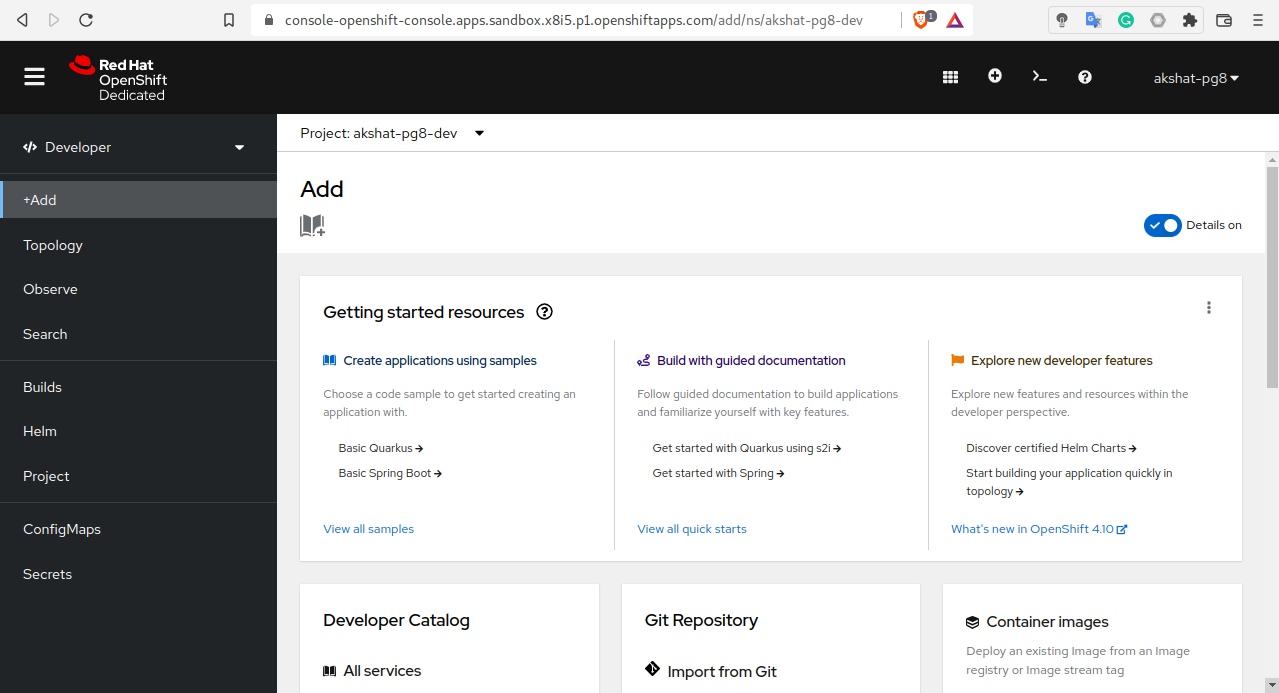 console-openshift-console.apps.sandbox.x8i5.p1.openshiftapps.com/add/ns/akshat-pg8-dev
1
Red Hat
OpenShift
Dedicated
akshat-pg8
Developer
+Add
Topology
Observe
Search
Builds
Helm
Project
ConfigMaps
Secrets
Project: akshat-pg8-dev
Add
Details on
Getting started resources
Create applications using samples
Choose a code sample to get started creating an
application with.
Basic Quarkus
Basic Spring Boot
View all samples
Build with guided documentation
Follow guided documentation to build applications
and familiarize yourself with key features.
Get started with Quarkus using s2i
Get started with Spring
View all quick starts
Explore new developer features
Explore new features and resources within the
developer perspective.
Discover certified Helm Charts
Start building your application quickly in
topology
What's new in OpenShift 4.10
Developer Catalog
All services
Git Repository
Import from Git
Container images
Deploy an existing Image from an Image
registry or Image stream tag